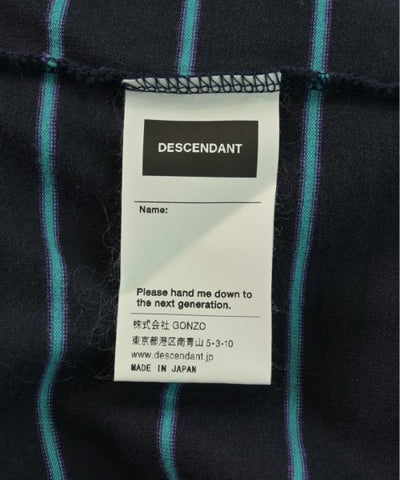 DESCENDANT
Name:
Please hand me down to
the next generation.
株式会社 GONZO
東京都港区南青山 5-3-10
www.descendant.jp
MADE IN JAPAN